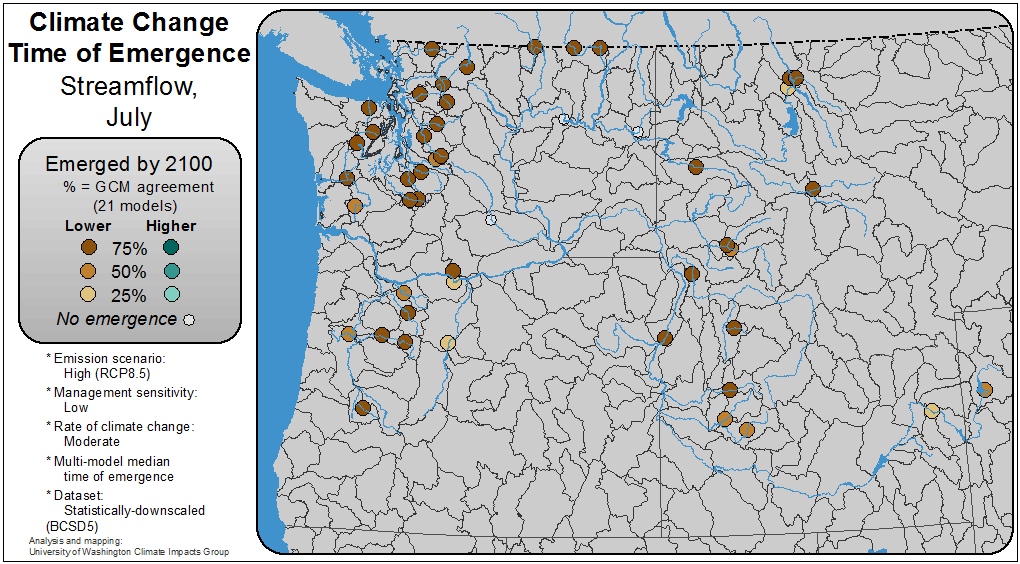 Climate Change
Time of Emergence
Streamflow,
July
Emerged by 2100
% = GCM agreement
(21 models)
Lower Higher
75%
50%
25%
No emergence
* Emission scenario:
High (RCP8.5)
* Management sensitivity:
Low
* Rate of climate change:
Moderate
* Multi-model median
time of emergence
* Dataset:
Statistically-downscaled
(BCSD5)
Analysis and mapping:
University of Washington Climate Impacts Group